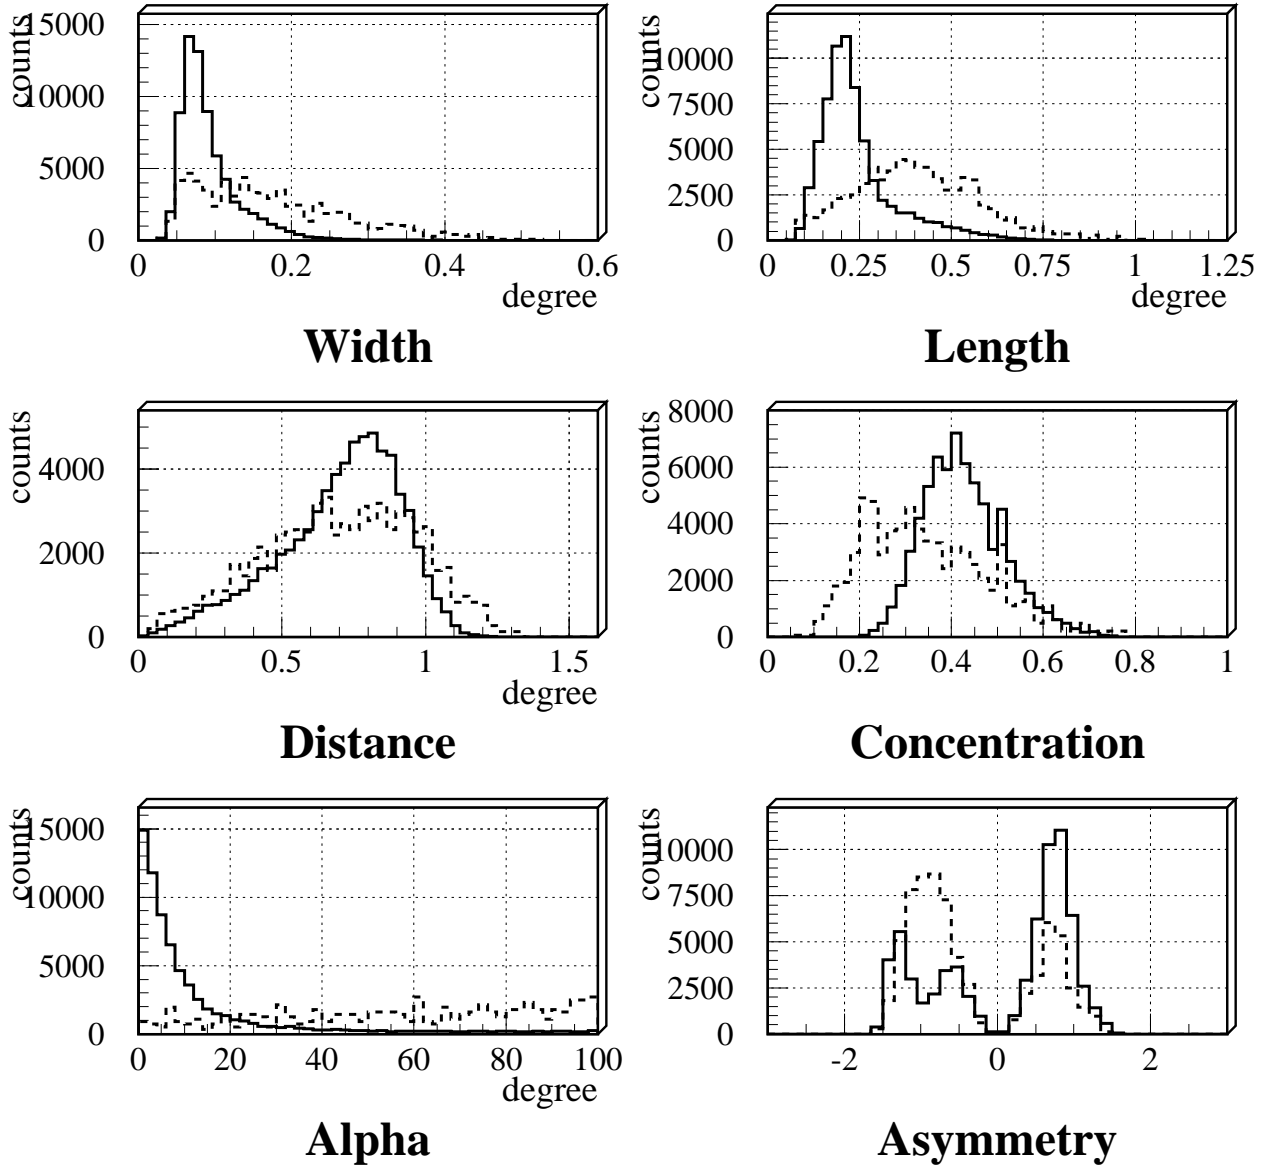 counts
15000
10000
5000
0
0 0.2 0.4 0.6
degree
Width
counts
10000
7500
5000
2500
0
0 0.25 0.5 0.75 1 1.25
degree
Length
counts
4000
2000
0
0 0.5 1 1.5
degree
Distance
counts
8000
6000
4000
2000
0
0 0.2 0.4 0.6 0.8 1
Concentration
counts
15000
10000
5000
0
0 20 40 60 80 100
degree
Alpha
counts
10000
7500
5000
2500
0
-2 0 2
Asymmetry